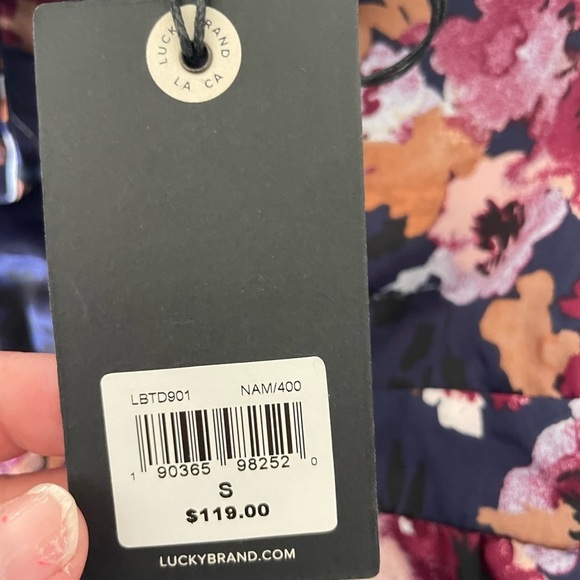 LUCKY BRAND
LA CA
LBTD901 NAM/400
1 90365 98252 0
S
$119.00
LUCKYBRAND.COM